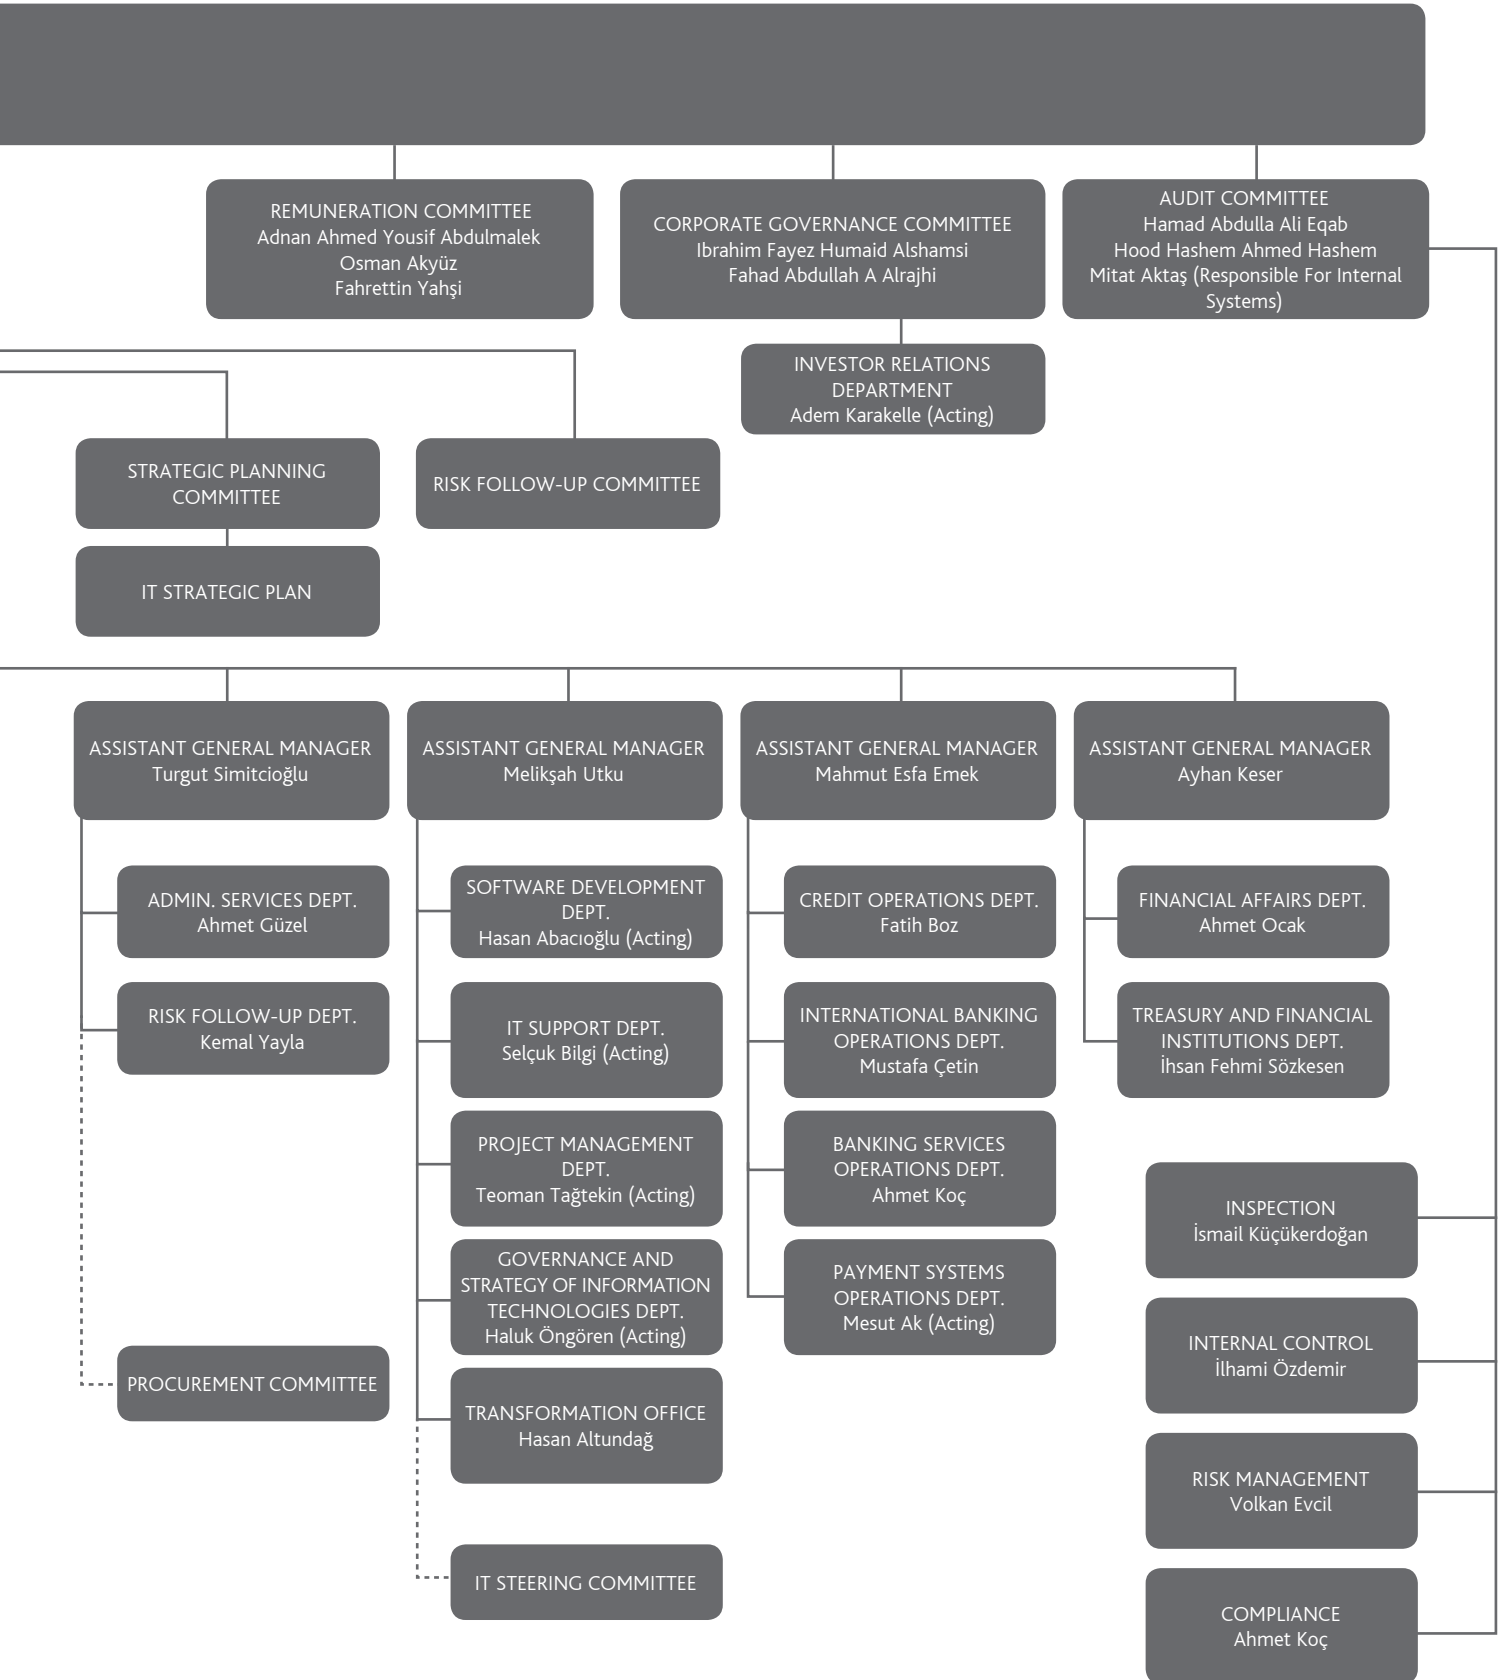 REMUNERATION COMMITTEE
Adnan Ahmed Yousif Abdulmalek
Osman Akyüz
Fahrettin Yahşi
CORPORATE GOVERNANCE COMMITTEE
Ibrahim Fayez Humaid Alshamsi
Fahad Abdullah A Alrajhi
AUDIT COMMITTEE
Hamad Abdulla Ali Eqab
Hood Hashem Ahmed Hashem
Mitat Aktaş (Responsible For Internal
Systems)
INVESTOR RELATIONS
DEPARTMENT
Adem Karakelle (Acting)
STRATEGIC PLANNING
COMMITTEE
RISK FOLLOW-UP COMMITTEE
IT STRATEGIC PLAN
ASSISTANT GENERAL MANAGER
Turgut Simitcioğlu
ADMIN. SERVICES DEPT.
Ahmet Güzel
RISK FOLLOW-UP DEPT.
Kemal Yayla
PROCUREMENT COMMITTEE
ASSISTANT GENERAL MANAGER
Melikşah Utku
SOFTWARE DEVELOPMENT
DEPT.
Hasan Abacıoğlu (Acting)
IT SUPPORT DEPT.
Selçuk Bilgi (Acting)
PROJECT MANAGEMENT
DEPT.
Teoman Tağtekin (Acting)
GOVERNANCE AND
STRATEGY OF INFORMATION
TECHNOLOGIES DEPT.
Haluk Öngören (Acting)
TRANSFORMATION OFFICE
Hasan Altundağ
IT STEERING COMMITTEE
ASSISTANT GENERAL MANAGER
Mahmut Esfa Emek
CREDIT OPERATIONS DEPT.
Fatih Boz
INTERNATIONAL BANKING
OPERATIONS DEPT.
Mustafa Çetin
BANKING SERVICES
OPERATIONS DEPT.
Ahmet Koç
PAYMENT SYSTEMS
OPERATIONS DEPT.
Mesut Ak (Acting)
ASSISTANT GENERAL MANAGER
Ayhan Keser
FINANCIAL AFFAIRS DEPT.
Ahmet Ocak
TREASURY AND FINANCIAL
INSTITUTIONS DEPT.
İhsan Fehmi Sözkesen
INSPECTION
İsmail Küçükerdoğan
INTERNAL CONTROL
İlhami Özdemir
RISK MANAGEMENT
Volkan Evcil
COMPLIANCE
Ahmet Koç